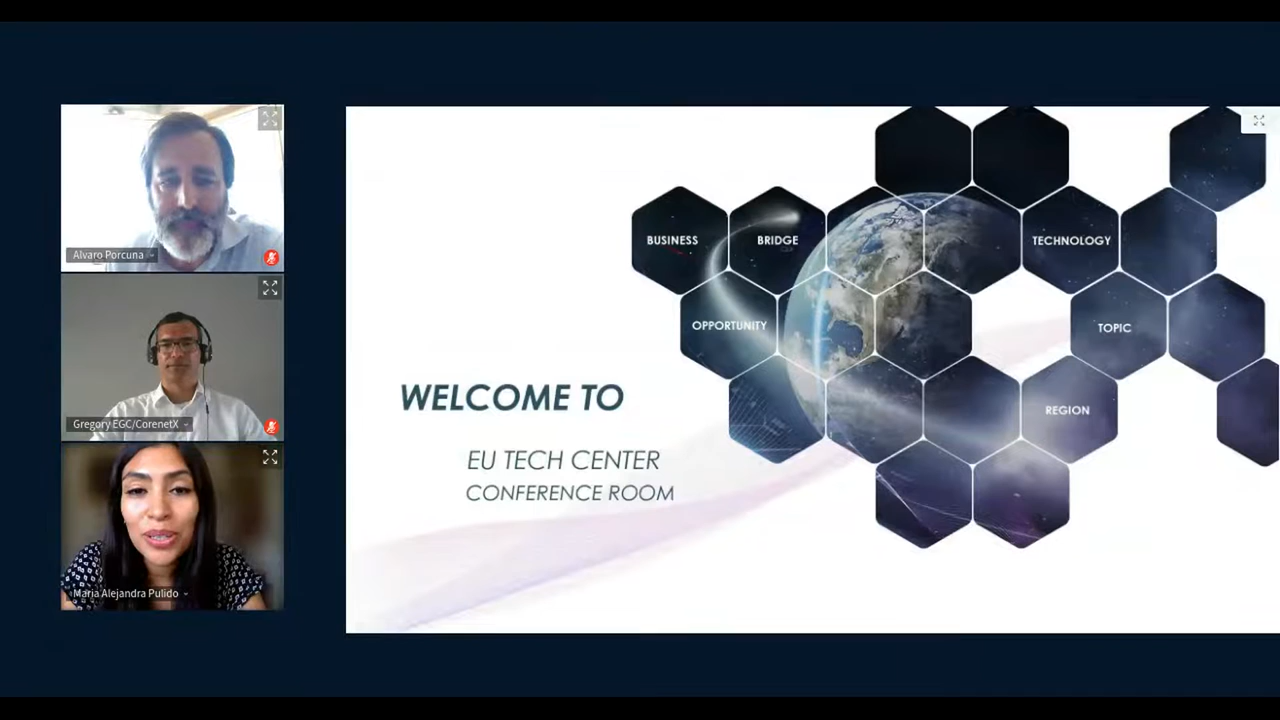 Alvaro Porcuna
Gregory EGC/CorenetX
Maria Alejandra Pulido
BUSINESS
BRIDGE
TECHNOLOGY
OPPORTUNITY
TOPIC
REGION
WELCOME TO
EU TECH CENTER
CONFERENCE ROOM